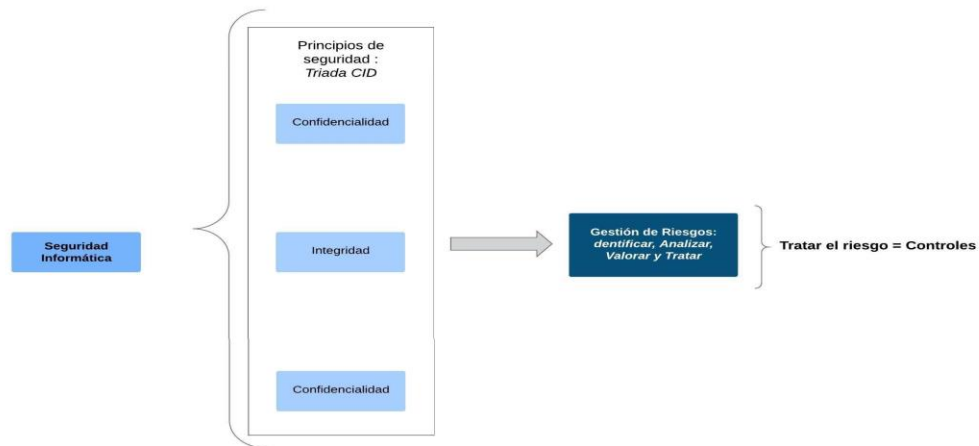 Principios de
seguridad :
Triada CID
Confidencialidad
Seguridad
Informática
Integridad
Confidencialidad
Gestión de Riesgos:
dentificar, Analizar,
Valorar y Tratar
Tratar el riesgo = Controles